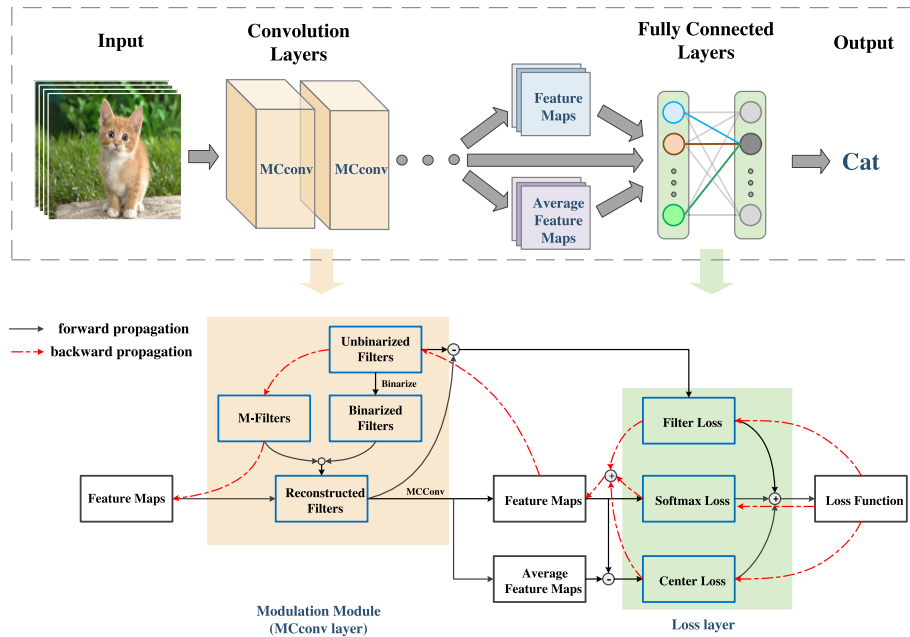 Input
Convolution
Layers
Fully Connected
Layers
Output
MCconv
MCconv
Feature
Maps
Average
Feature
Maps
Cat
forward propagation
backward propagation
Unbinarized
Filters
-
Binarize
M-Filters
Binarized
Filters
Filter Loss
Feature Maps
Reconstructed
Filters
MCConv
Feature Maps
+
Softmax Loss
+
Loss Function
Average
Feature Maps
-
Center Loss
Modulation Module
(MCconv layer)
Loss layer